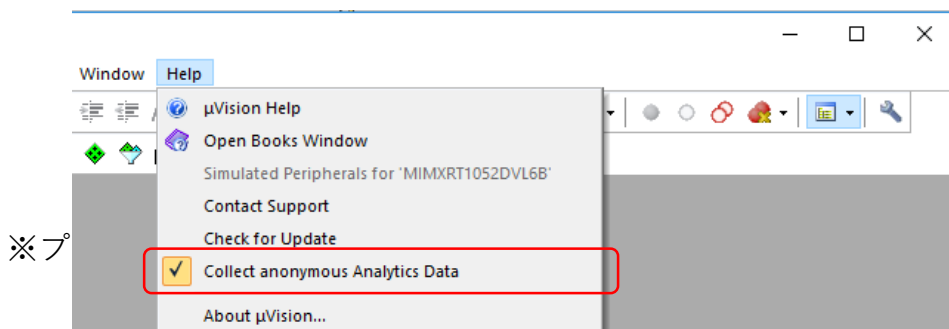 Window Help
µVision Help
Open Books Window
Simulated Peripherals for 'MIMXRT1052DVL6B'
Contact Support
Check for Update
※プ
Collect anonymous Analytics Data
About µVision...